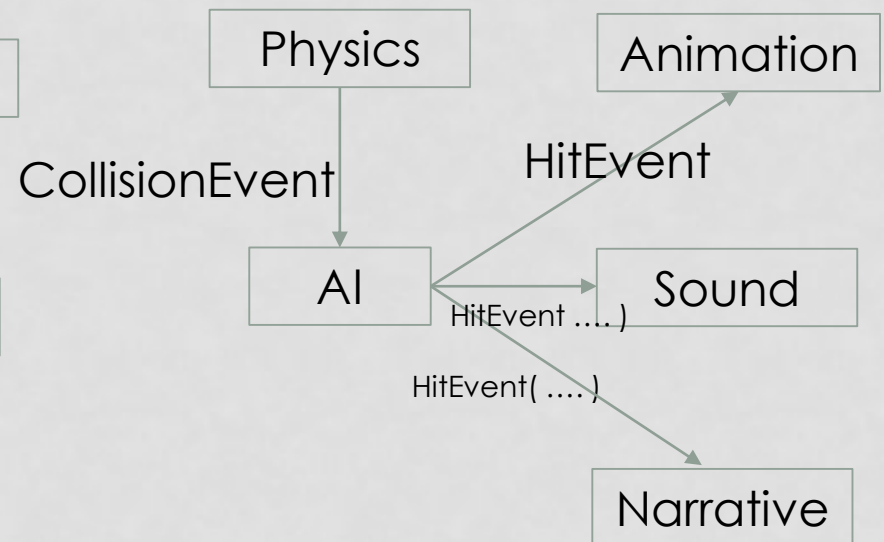 Physics
Animation
CollisionEvent
HitEvent
AI
Sound
HitEvent …. )
HitEvent( …. )
Narrative